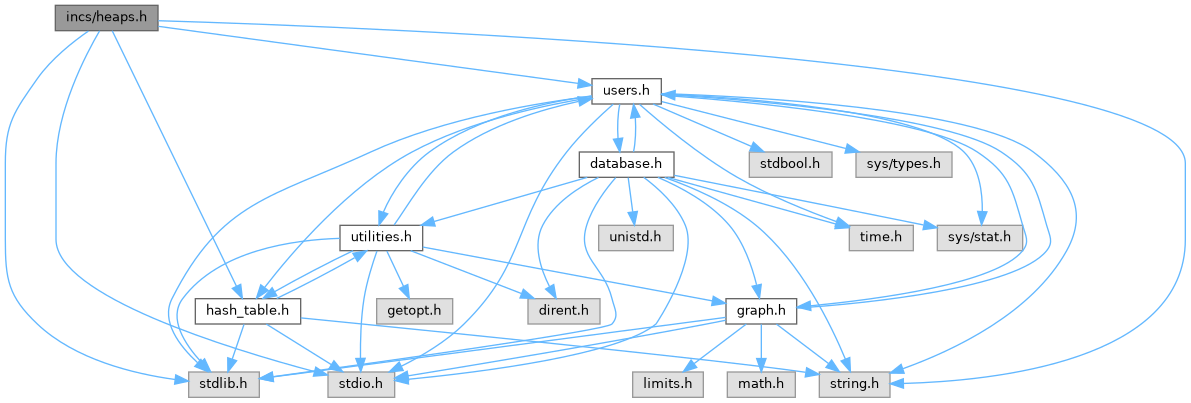 incs/heaps.h
users.h
database.h
stdbool.h
sys/types.h
utilities.h
unistd.h
time.h
sys/stat.h
hash_table.h
getopt.h
dirent.h
graph.h
stdlib.h
stdio.h
limits.h
math.h
string.h